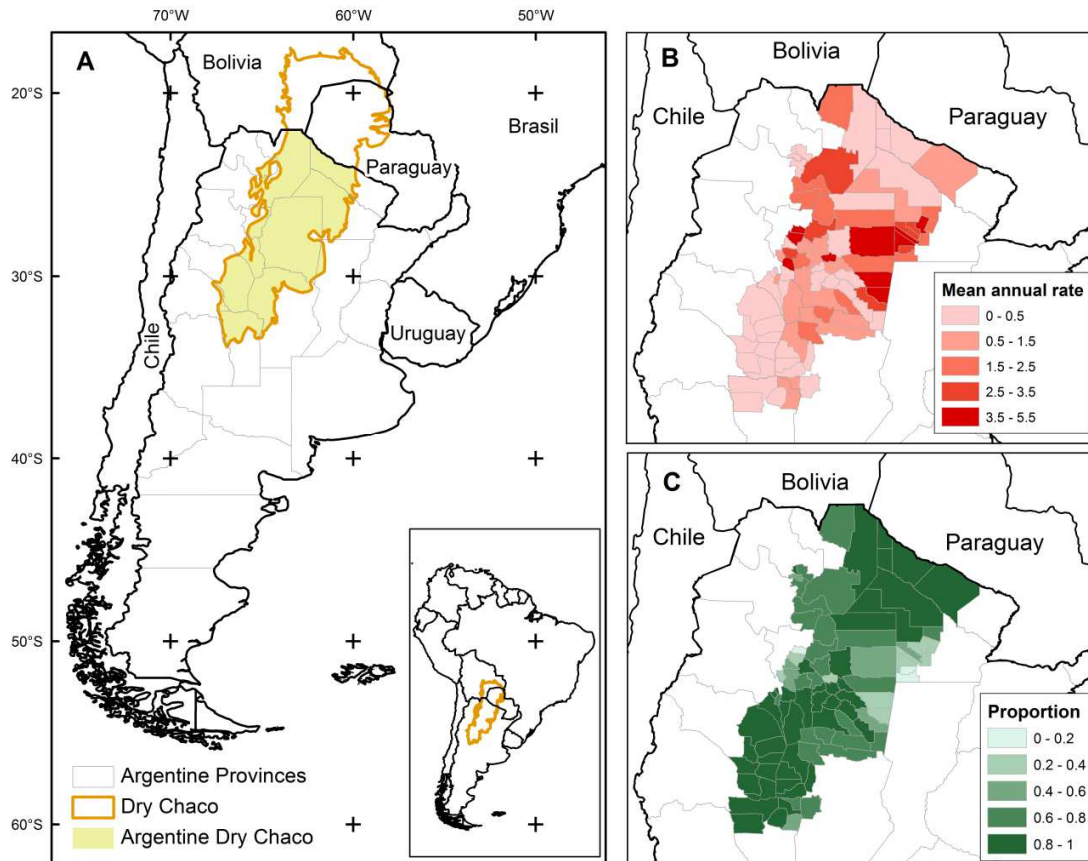 70°W
60°W
50°W
A
Bolivia
20°S
Brasil
Paraguay
30°S
Uruguay
Chile
40°S
50°S
60°S
Argentine Provinces
Dry Chaco
Argentine Dry Chaco
B
Bolivia
Chile
Paraguay
Mean annual rate
0 - 0.5
0.5 - 1.5
1.5 - 2.5
2.5 - 3.5
3.5 - 5.5
C
Bolivia
Chile
Paraguay
Proportion
0 - 0.2
0.2 - 0.4
0.4 - 0.6
0.6 - 0.8
0.8 - 1